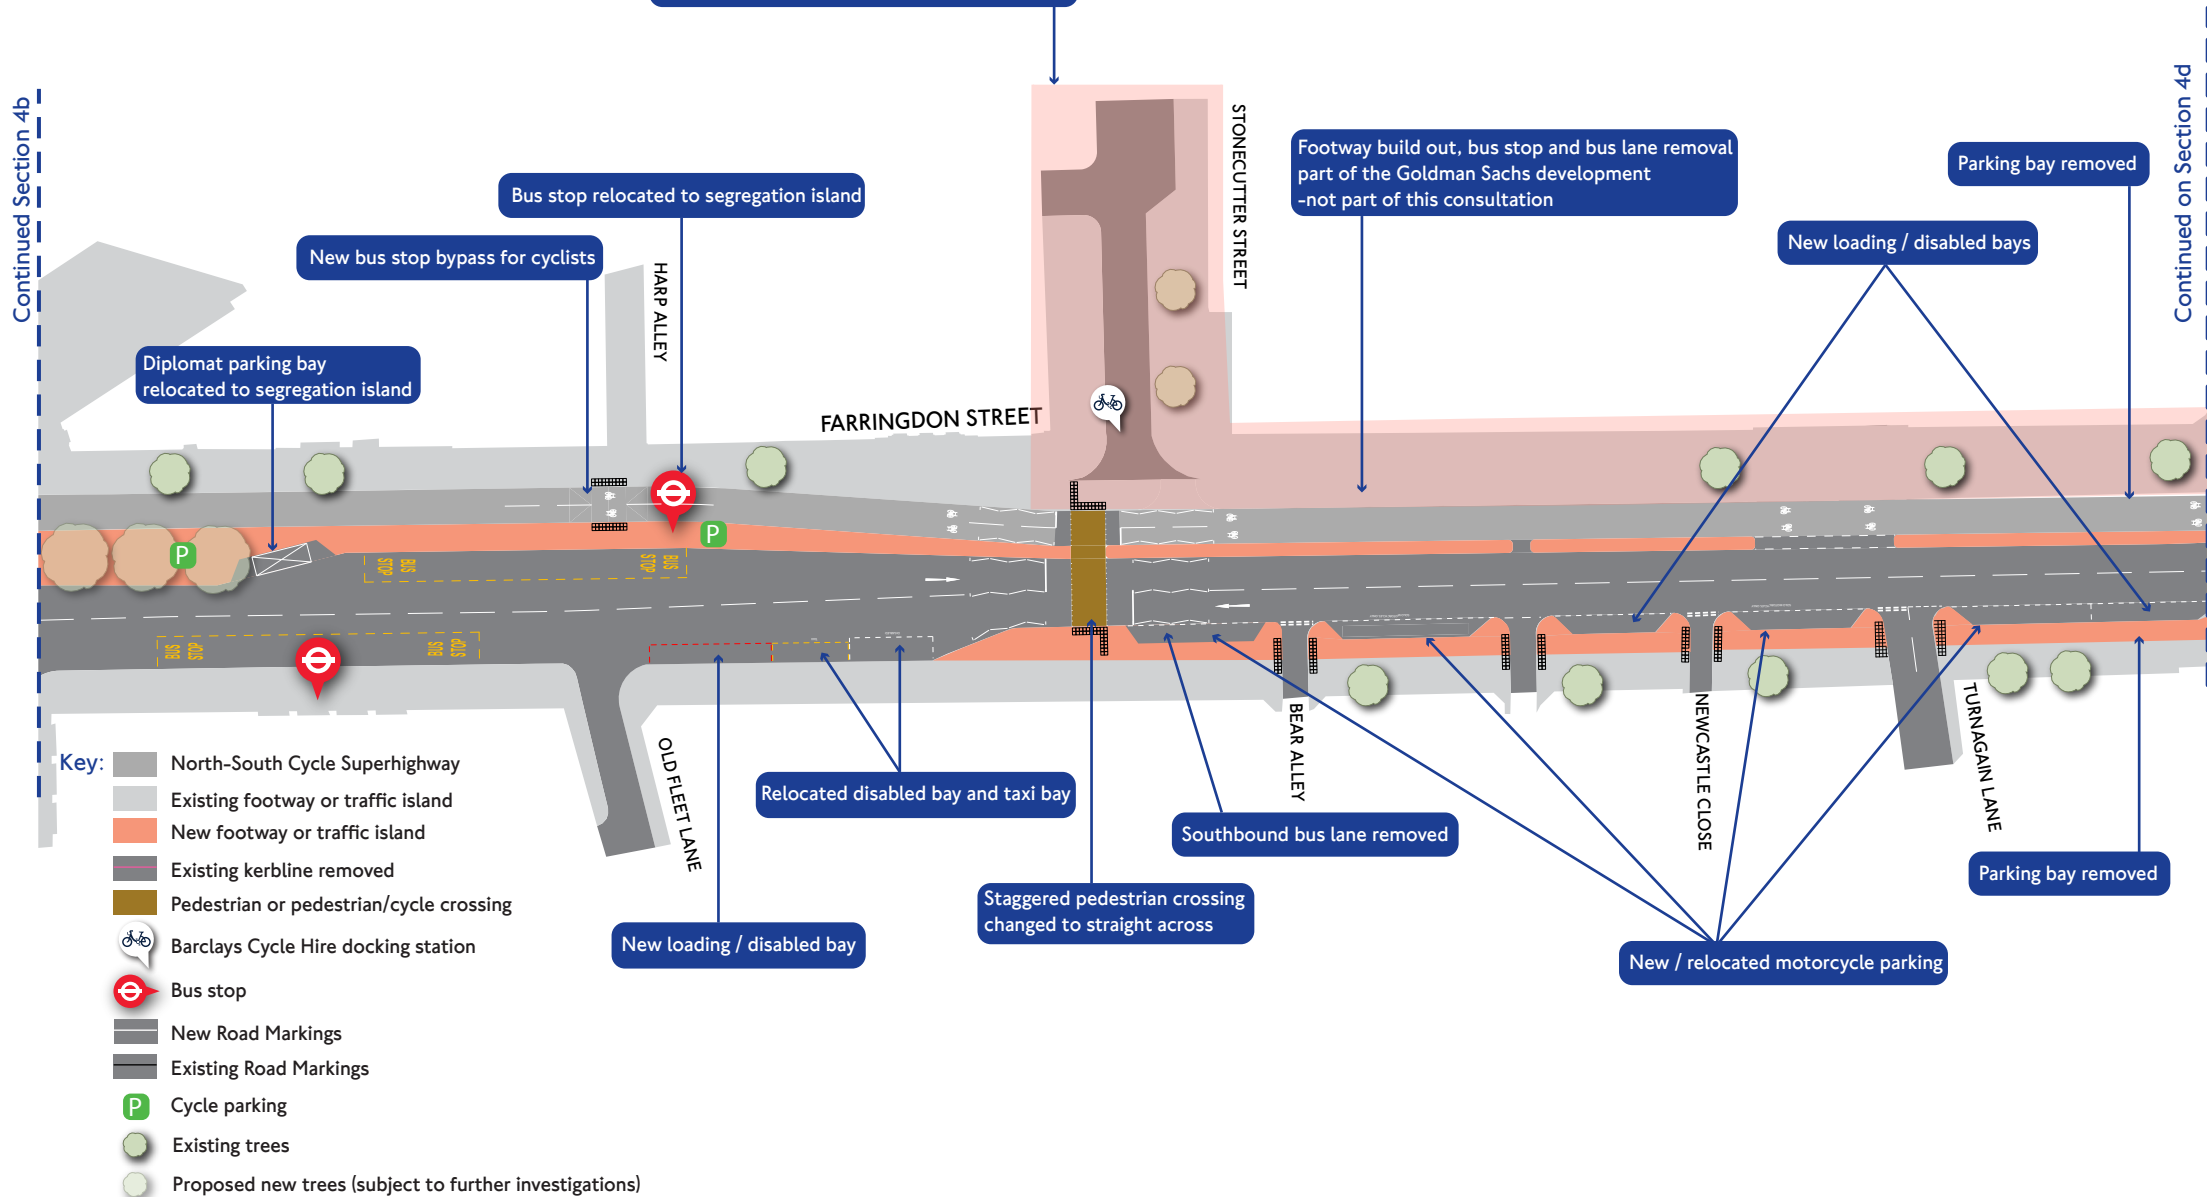 Continued Section 4b
Continued on Section 4d
STONECUTTER STREET
Footway build out, bus stop and bus lane removal
part of the Goldman Sachs development
-not part of this consultation
Parking bay removed
Bus stop relocated to segregation island
New loading / disabled bays
New bus stop bypass for cyclists
HARP ALLEY
Diplomat parking bay
relocated to segregation island
FARRINGDON STREET
P
P
BUS
STOP
BUS
STOP
BUS
STOP
BUS
STOP
OLD FLEET LANE
BEAR ALLEY
NEWCASTLE CLOSE
TURNAGAIN LANE
Relocated disabled bay and taxi bay
Southbound bus lane removed
Staggered pedestrian crossing
changed to straight across
New loading / disabled bay
Parking bay removed
New / relocated motorcycle parking
Key:
North-South Cycle Superhighway
Existing footway or traffic island
New footway or traffic island
Existing kerbline removed
Pedestrian or pedestrian/cycle crossing
Barclays Cycle Hire docking station
Bus stop
New Road Markings
Existing Road Markings
P Cycle parking
Existing trees
Proposed new trees (subject to further investigations)